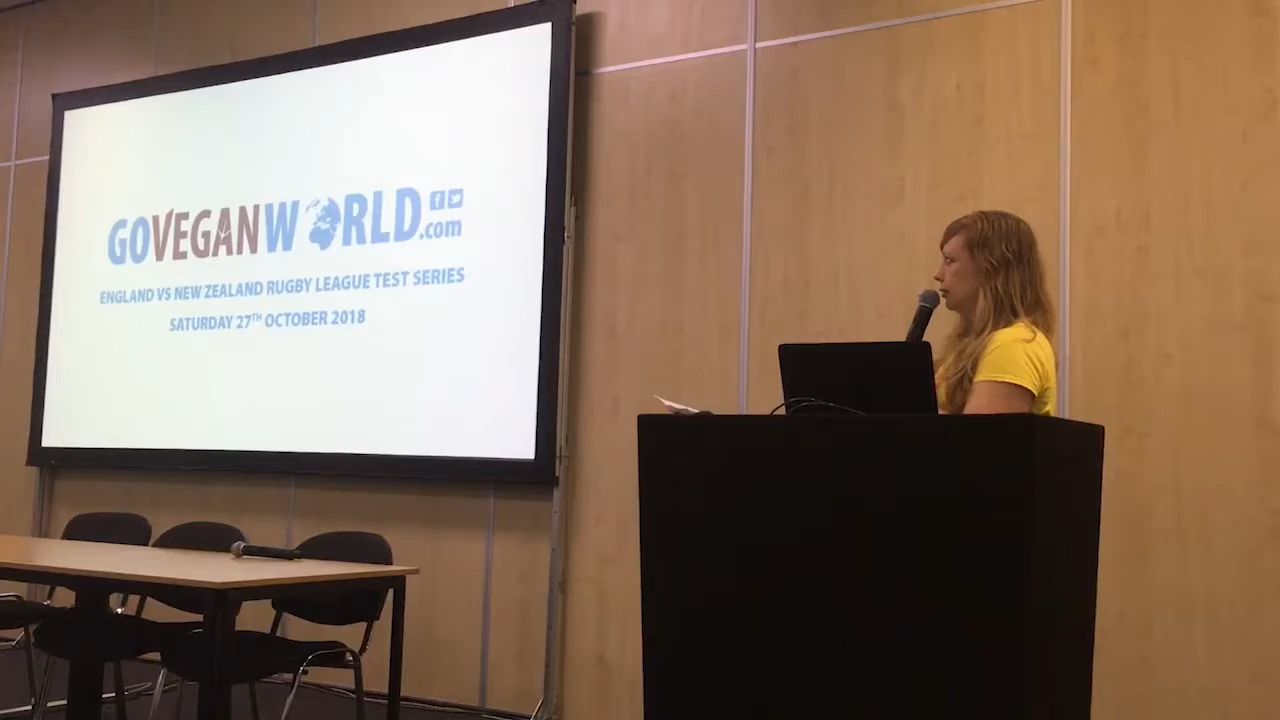 GOVEGANWORLD.com
ENGLAND VS NEW ZEALAND RUGBY LEAGUE TEST SERIES
SATURDAY 27TH OCTOBER 2018